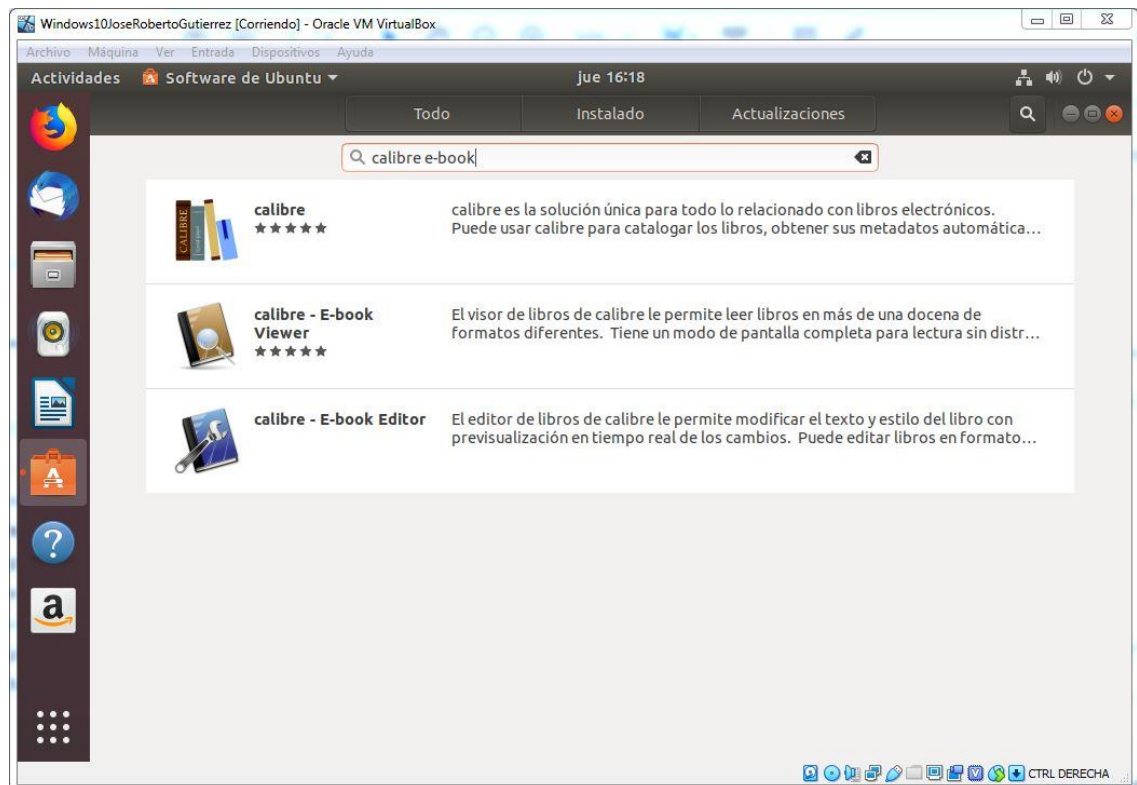 Windows10JoseRobertoGutierrez [Corriendo] - Oracle VM VirtualBox
Archivo Máquina Ver Entrada Dispositivos Ayuda
Actividades Software de Ubuntu jue 16:18
Todo Instalado Actualizaciones
calibre e-book
CALIBRE
calibre
calibre es la solución única para todo lo relacionado con libros electrónicos.
Puede usar calibre para catalogar los libros, obtener sus metadatos automática...
calibre - E-book
Viewer
El visor de libros de calibre le permite leer libros en más de una docena de
formatos diferentes. Tiene un modo de pantalla completa para lectura sin distr...
calibre - E-book Editor
El editor de libros de calibre le permite modificar el texto y estilo del libro con
previsualización en tiempo real de los cambios. Puede editar libros en formato...
a
CTRL DERECHA